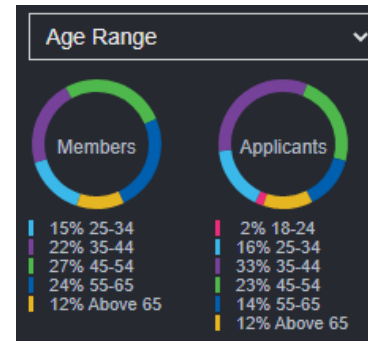 Age Range
Members
Applicants
15% 25-34
22% 35-44
27% 45-54
24% 55-65
12% Above 65
2% 18-24
16% 25-34
33% 35-44
23% 45-54
14% 55-65
12% Above 65